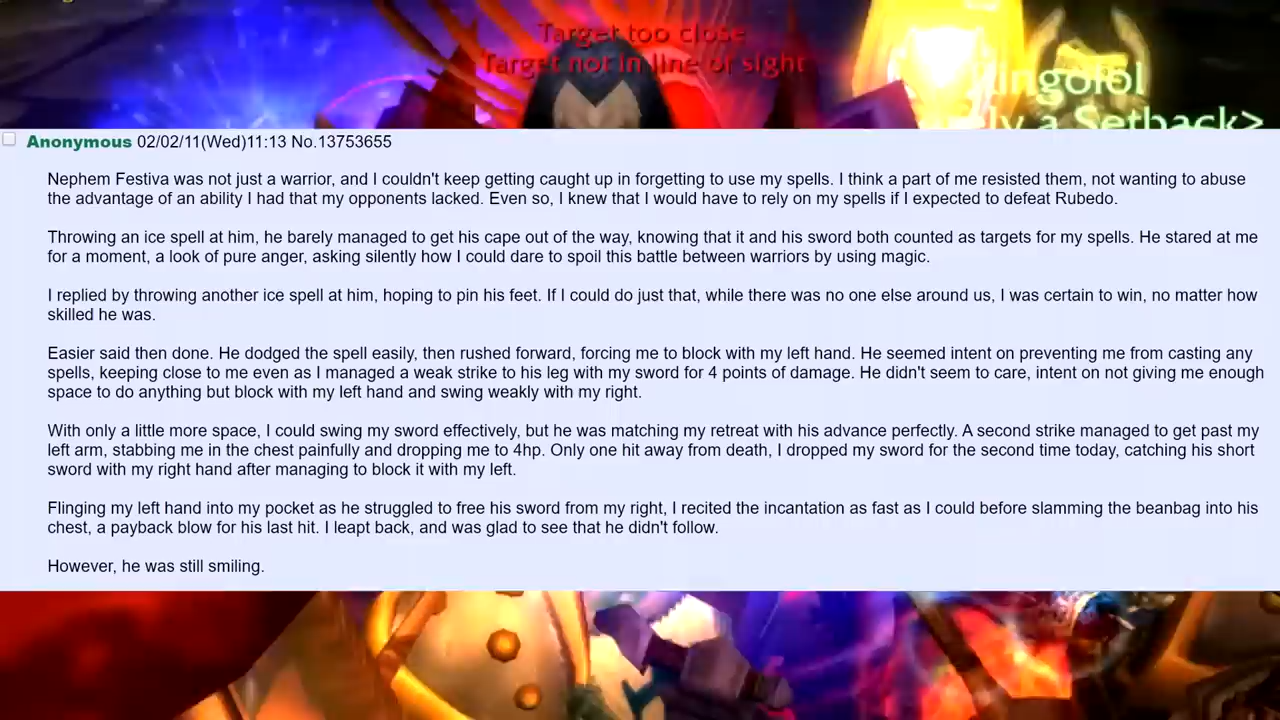 Target too close
Target not in line of sight
ingolol
ly a Setback>
Anonymous 02/02/11(Wed)11:13 No.13753655
Nephem Festiva was not just a warrior, and I couldn't keep getting caught up in forgetting to use my spells. I think a part of me resisted them, not wanting to abuse
the advantage of an ability I had that my opponents lacked. Even so, I knew that I would have to rely on my spells if I expected to defeat Rubedo.
Throwing an ice spell at him, he barely managed to get his cape out of the way, knowing that it and his sword both counted as targets for my spells. He stared at me
for a moment, a look of pure anger, asking silently how I could dare to spoil this battle between warriors by using magic.
I replied by throwing another ice spell at him, hoping to pin his feet. If I could do just that, while there was no one else around us, I was certain to win, no matter how
skilled he was.
Easier said then done. He dodged the spell easily, then rushed forward, forcing me to block with my left hand. He seemed intent on preventing me from casting any
spells, keeping close to me even as I managed a weak strike to his leg with my sword for 4 points of damage. He didn't seem to care, intent on not giving me enough
space to do anything but block with my left hand and swing weakly with my right.
With only a little more space, I could swing my sword effectively, but he was matching my retreat with his advance perfectly. A second strike managed to get past my
left arm, stabbing me in the chest painfully and dropping me to 4hp. Only one hit away from death, I dropped my sword for the second time today, catching his short
sword with my right hand after managing to block it with my left.
Flinging my left hand into my pocket as he struggled to free his sword from my right, I recited the incantation as fast as I could before slamming the beanbag into his
chest, a payback blow for his last hit. I leapt back, and was glad to see that he didn't follow.
However, he was still smiling.